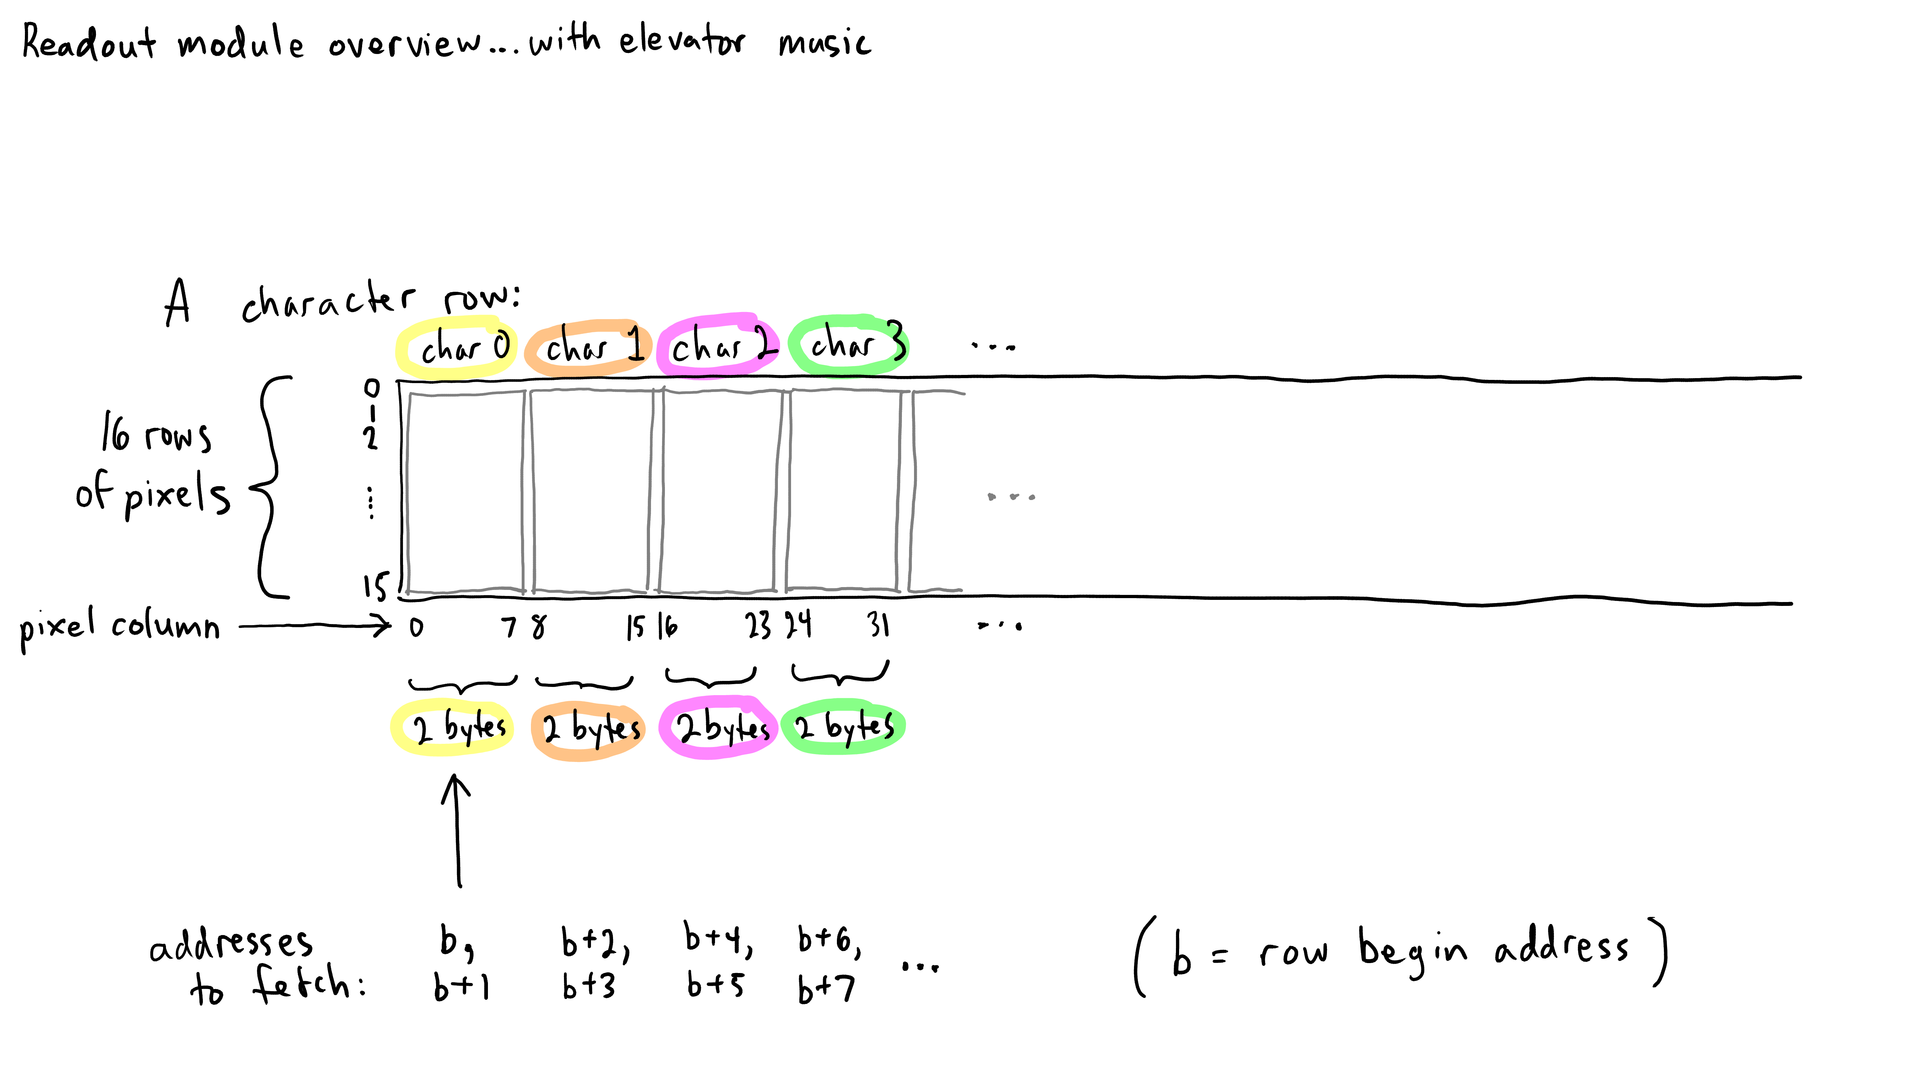 Readout module overview...with elevator music
A character row:
char 0 char 1 char 2 char 3 ...
16 rows
of pixels
0
1
2
⋮
15
pixel column → 0 7 8 15 16 23 24 31 ...
2 bytes 2 bytes 2 bytes 2 bytes
addresses
to fetch:
b, b+2, b+4, b+6, ...
b+1 b+3 b+5 b+7
(b = row begin address)